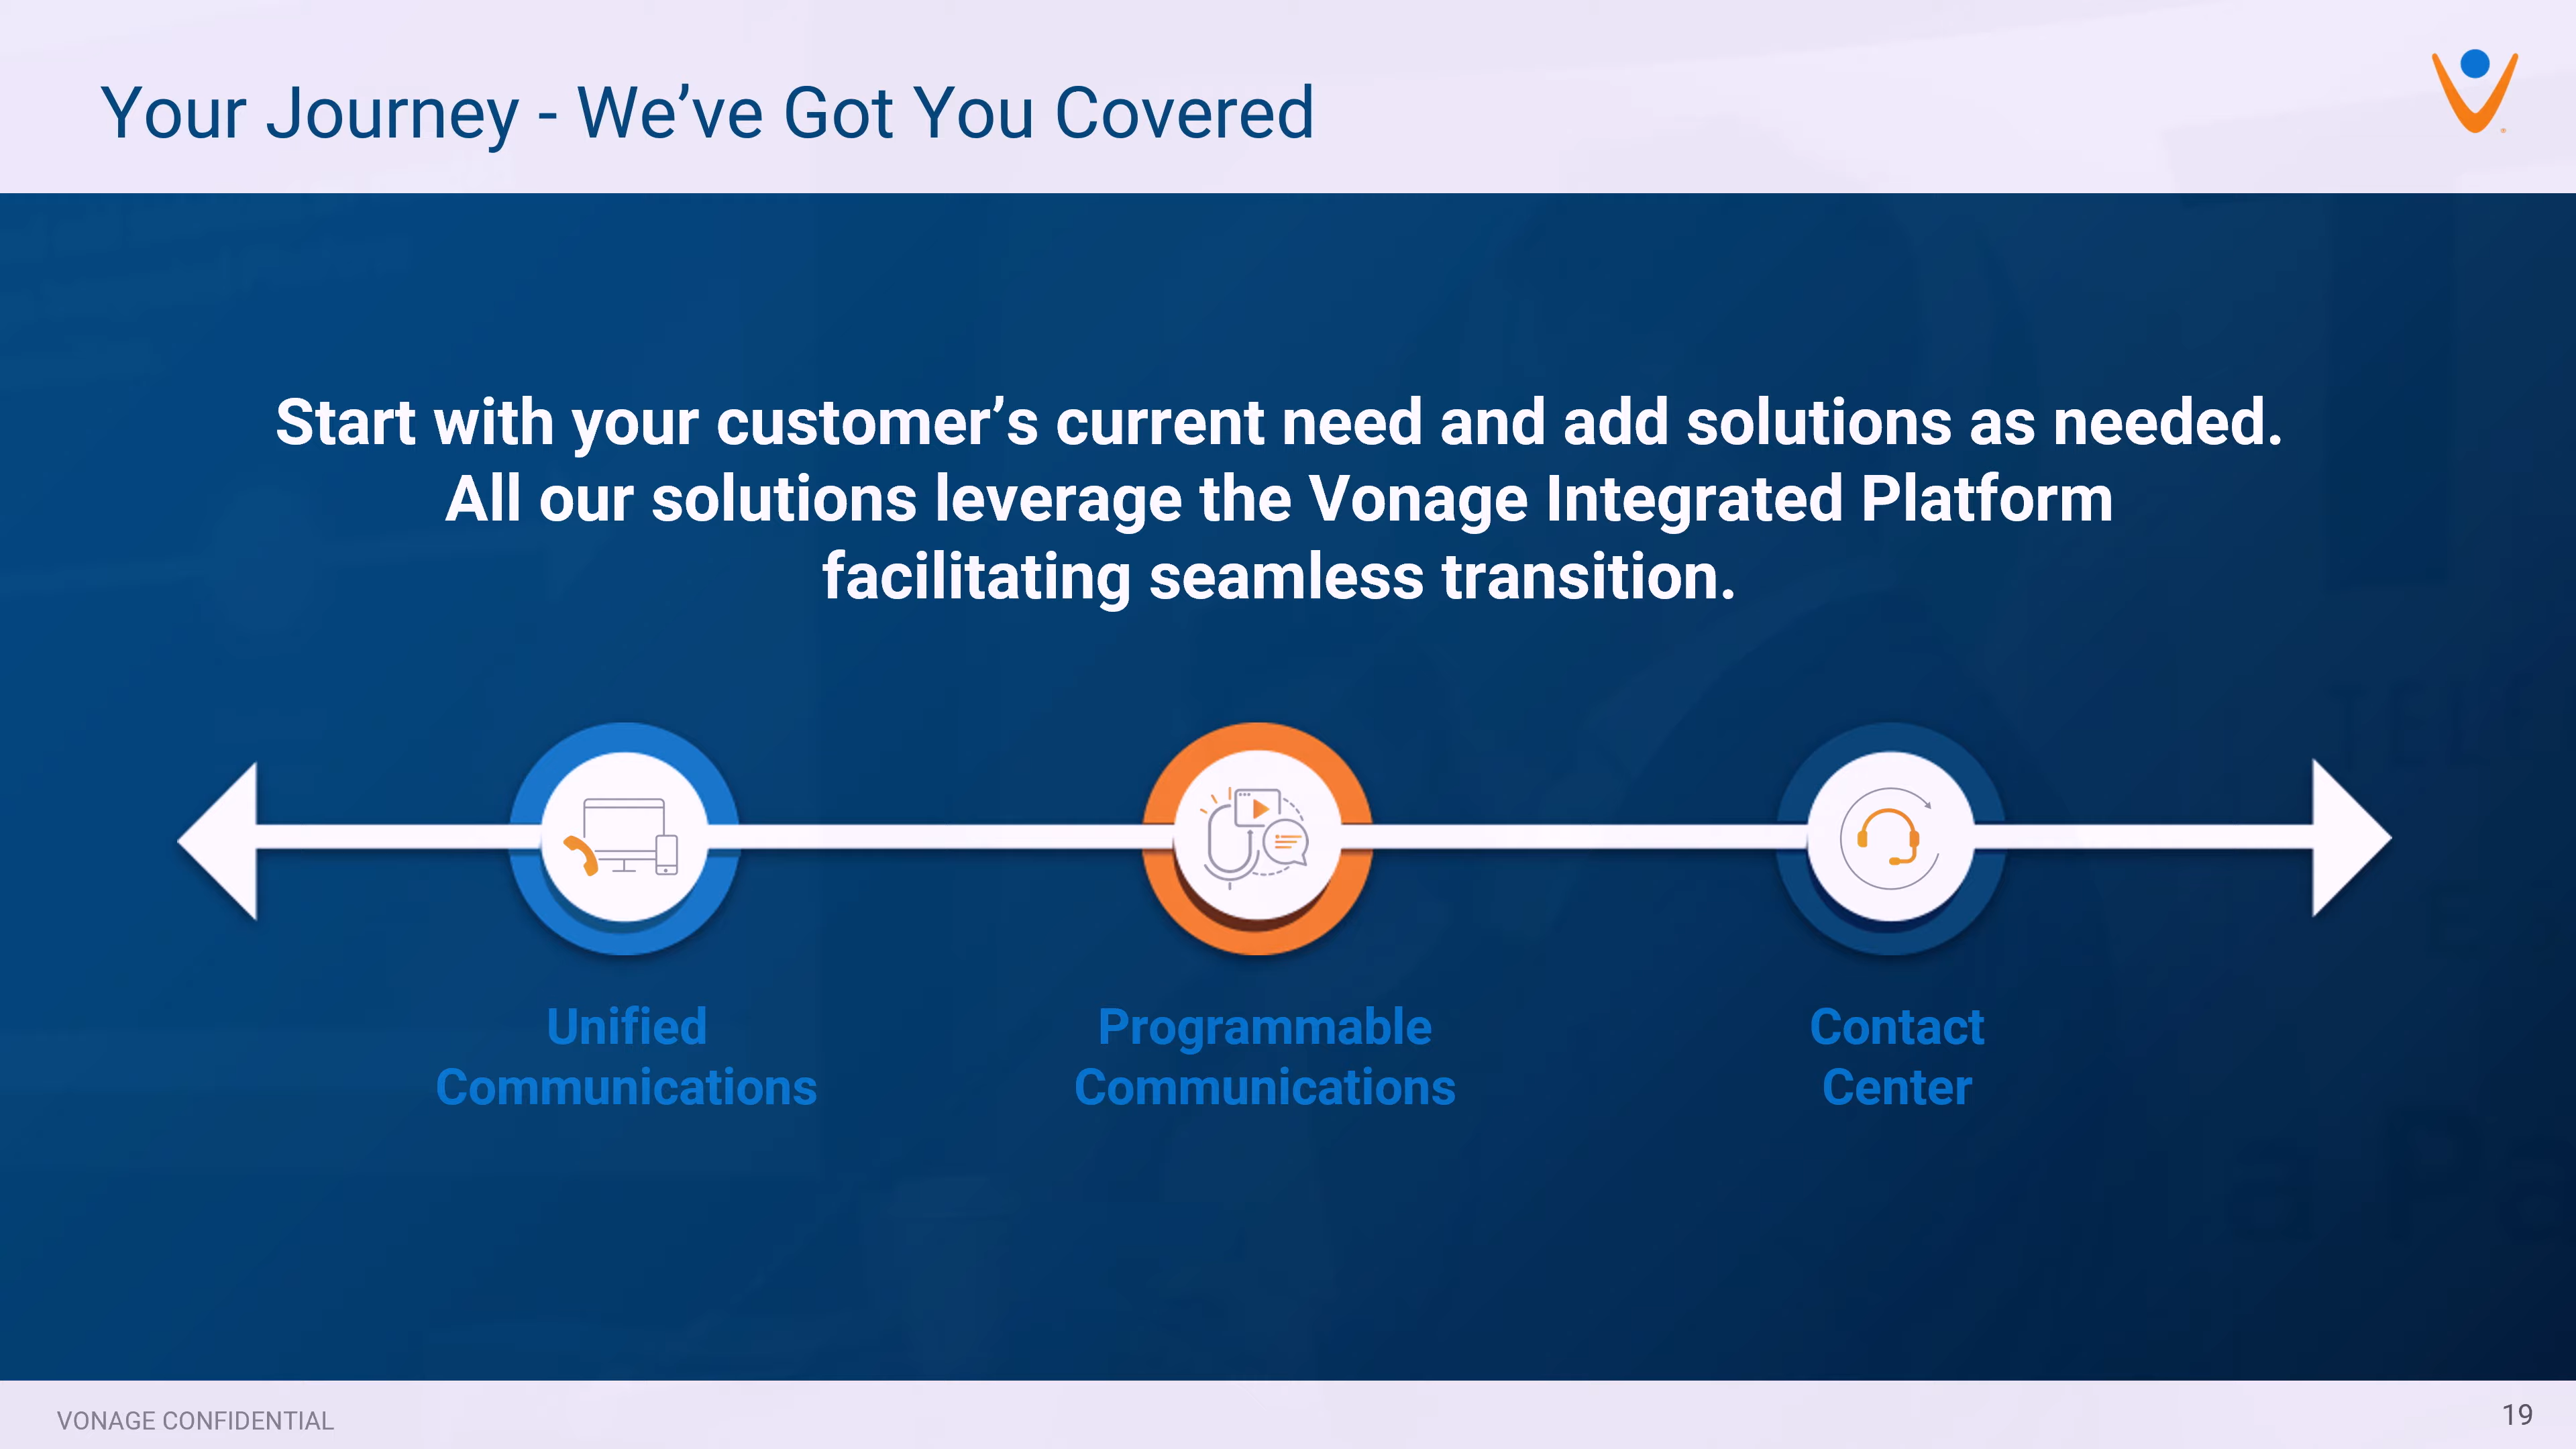 Your Journey - We’ve Got You Covered
Start with your customer’s current need and add solutions as needed.
All our solutions leverage the Vonage Integrated Platform
facilitating seamless transition.
Unified
Communications
Programmable
Communications
Contact
Center
VONAGE CONFIDENTIAL
19